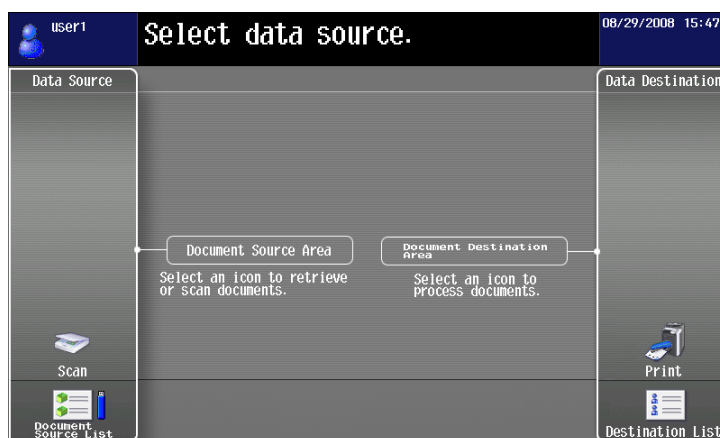 user1
Select data source.
08/29/2008 15:47
Data Source
Data Destination
Document Source Area
Select an icon to retrieve
or scan documents.
Document Destination
Area
Select an icon to
process documents.
Scan
Print
Document
Source List
Destination List